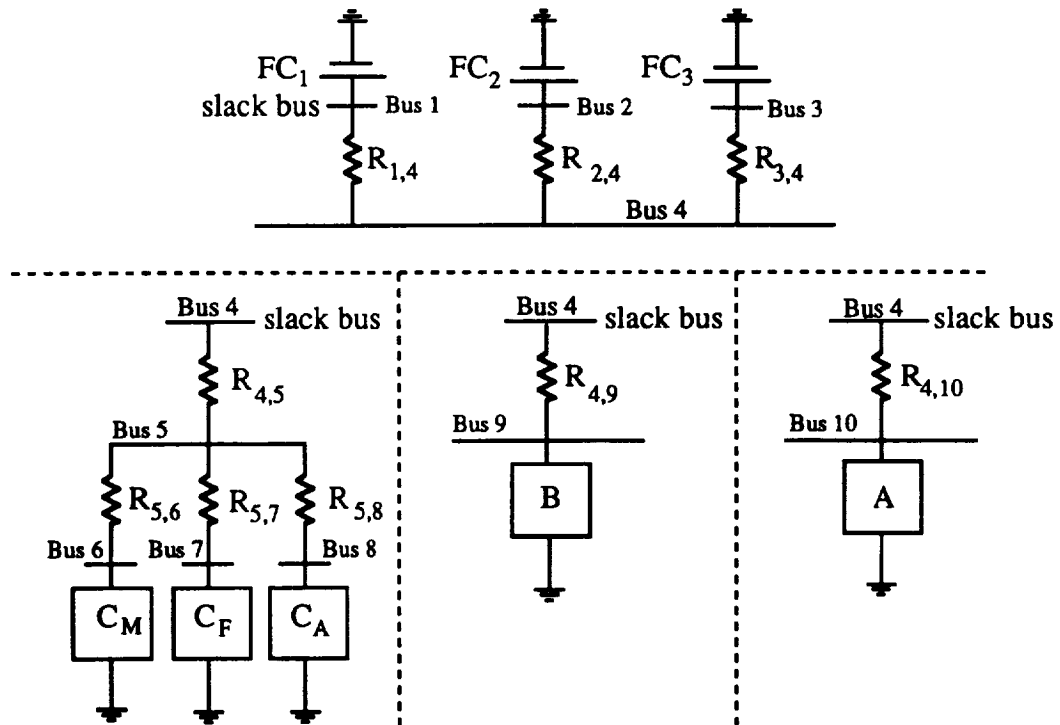 FC1 FC2 FC3
slack bus Bus 1 Bus 2 Bus 3
R1,4 R 2,4 R3,4
Bus 4
Bus 4 slack bus Bus 4 slack bus Bus 4 slack bus
R4,5 R4,9 R4,10
Bus 5 Bus 9 Bus 10
R5,6 R5,7 R5,8 B A
Bus 6 Bus 7 Bus 8
CM CF CA